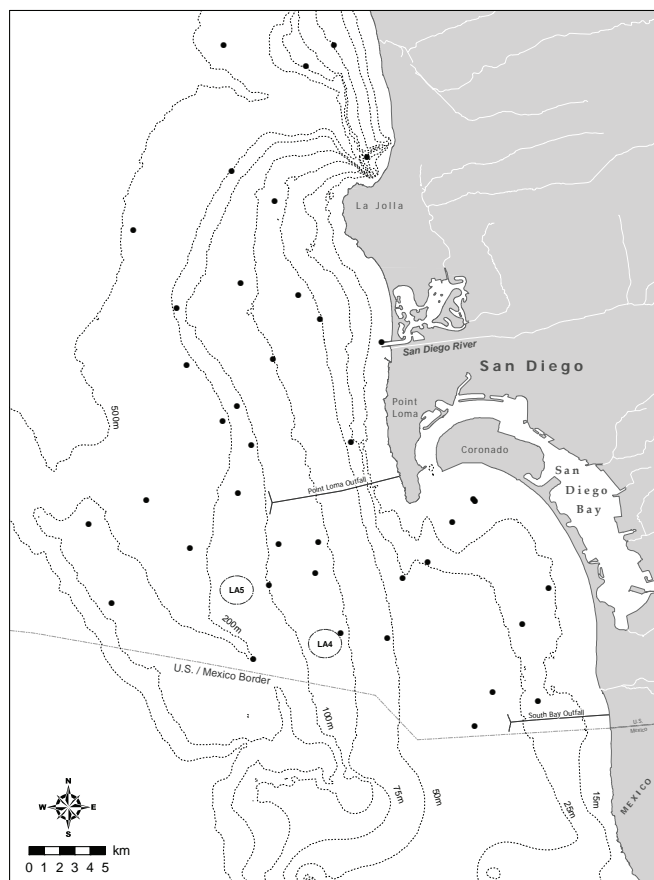 La Jolla
San Diego River
San Diego
500m
Point
Loma
Coronado
San
Diego
Bay
Point Loma Outfall
LA5
200m
LA4
U.S. / Mexico Border
100m
South Bay Outfall
U.S.
Mexico
75m
50m
25m
15m
MEXICO
N
W E
S
km
0 1 2 3 4 5